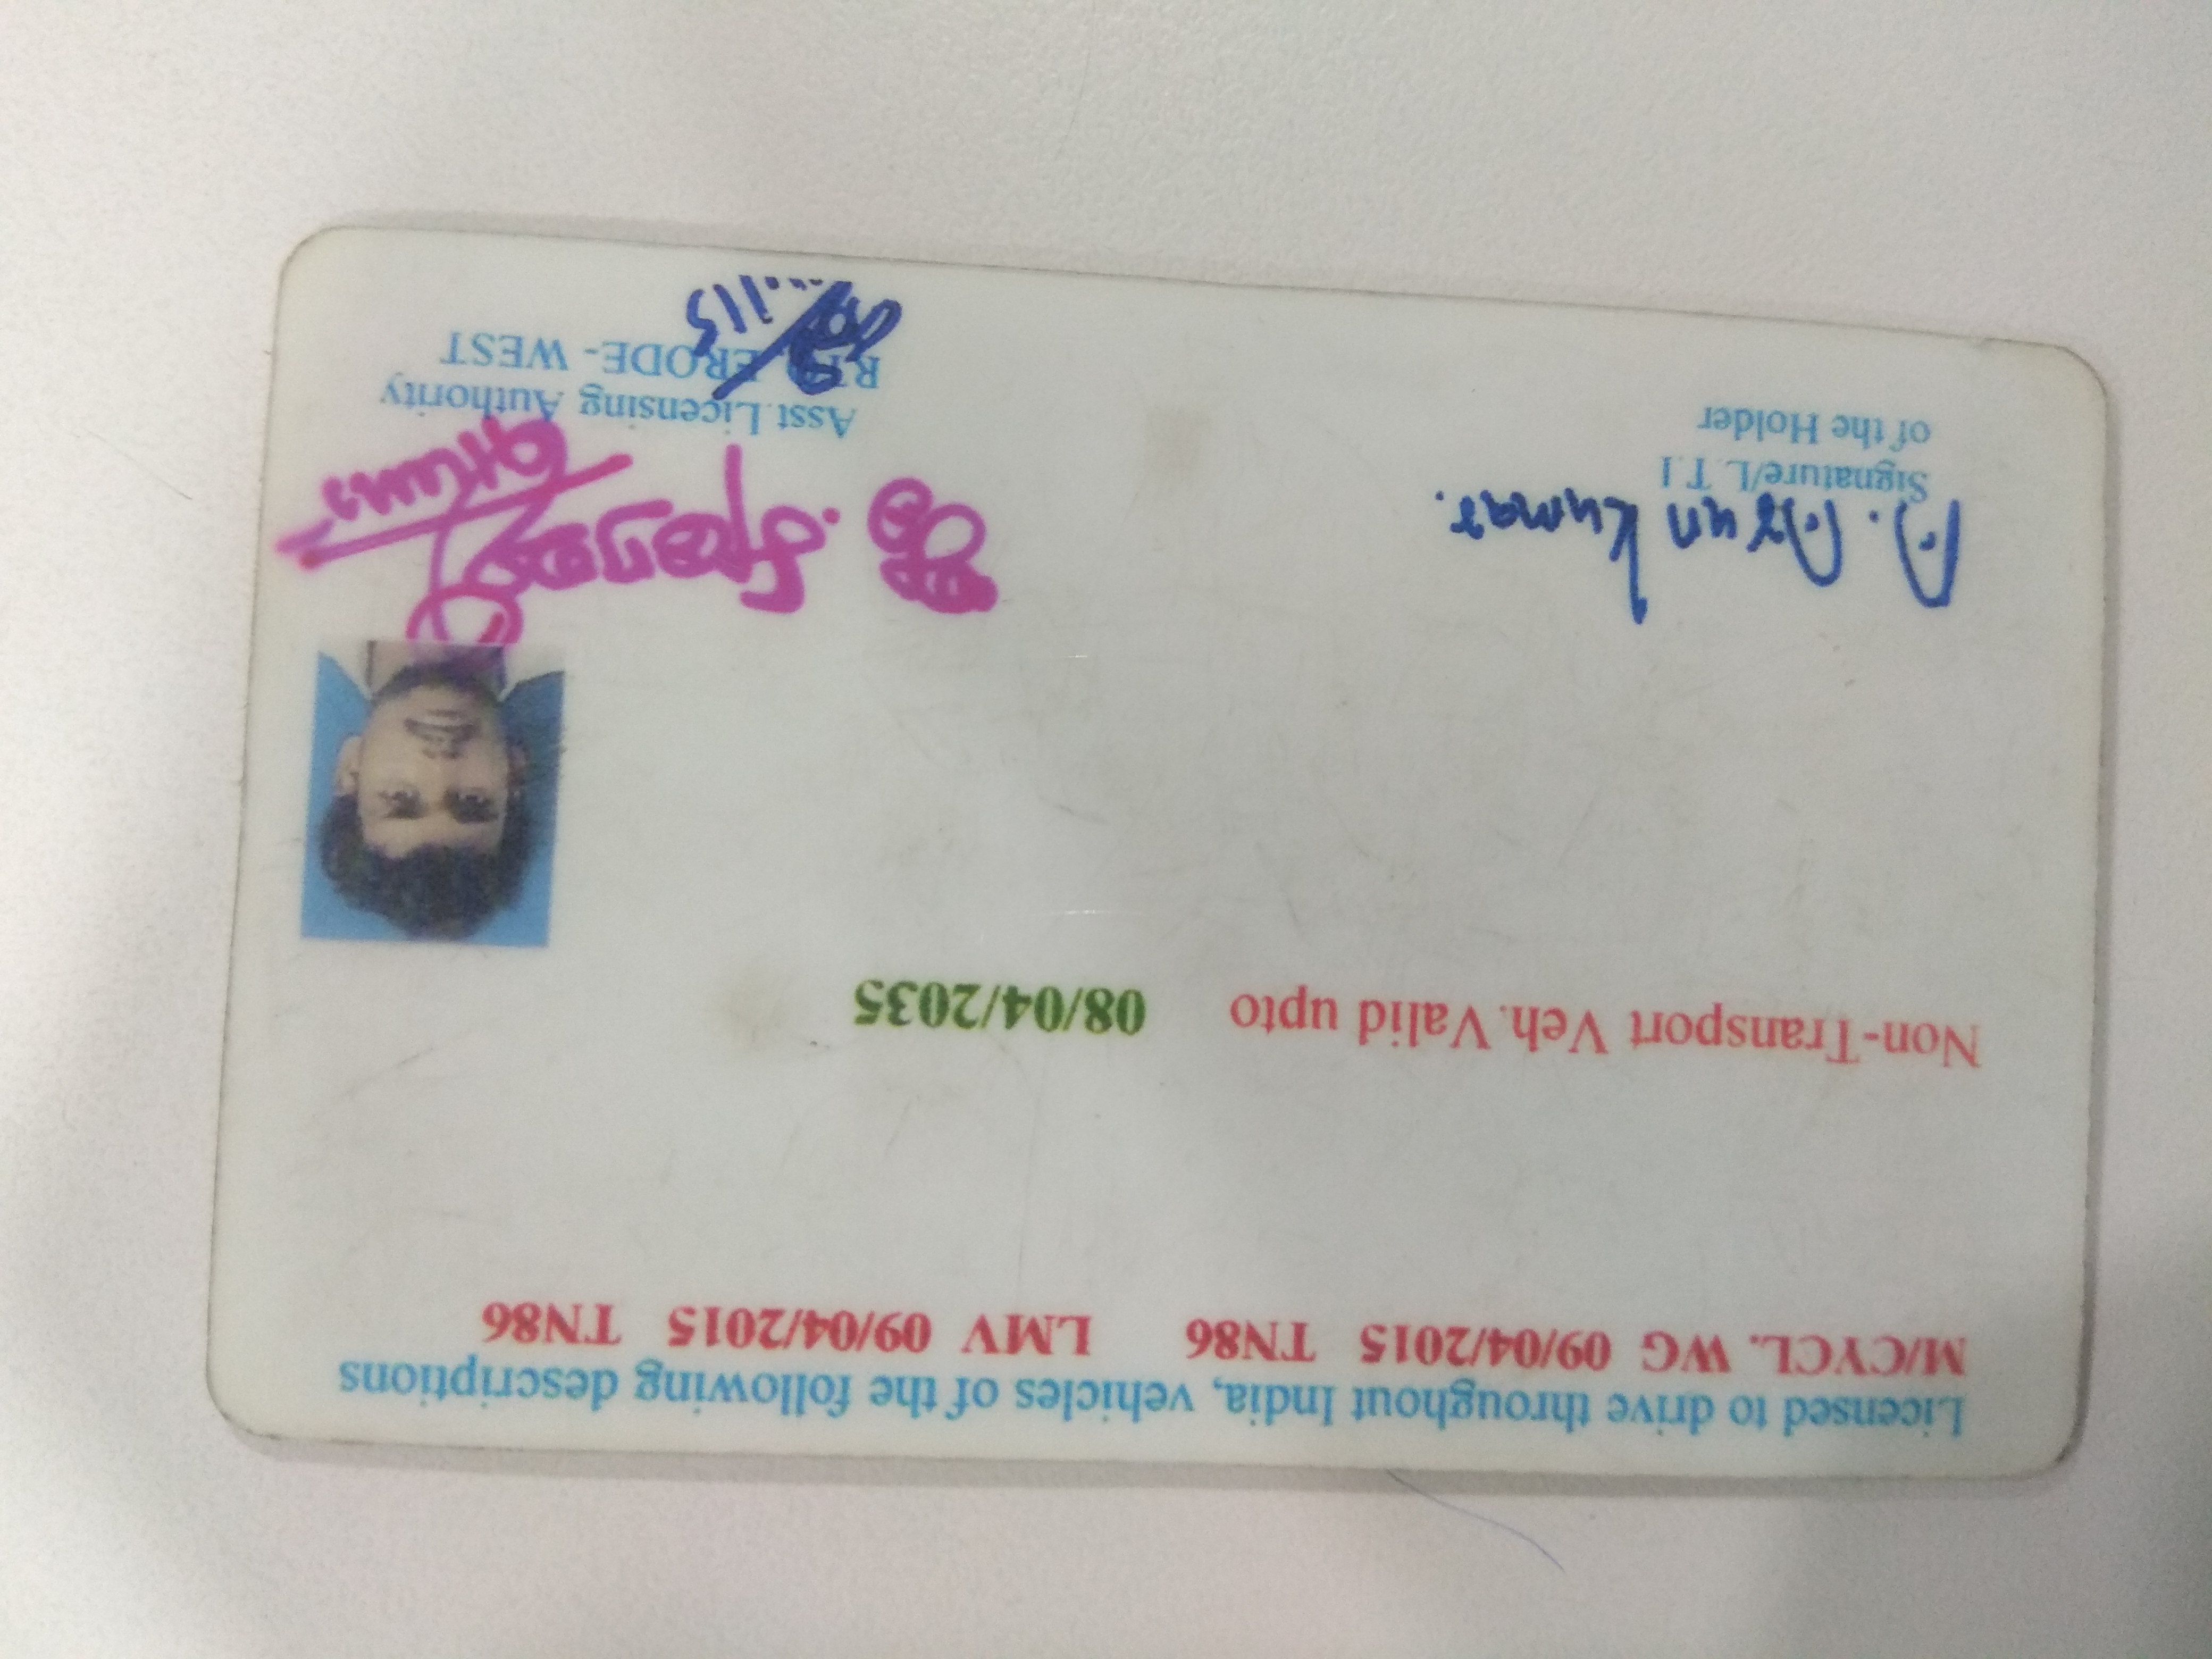 Licensed to drive throughout India, vehicles of the following descriptions
M/CYCL. WG 09/04/2015 TN86 LMV 09/04/2015 TN86
Non-Transport Veh. Valid upto 08/04/2035
Arun Kumar.
Signature/L.T.I
of the Holder
Asst.Licensing Authority
ERODE- WEST